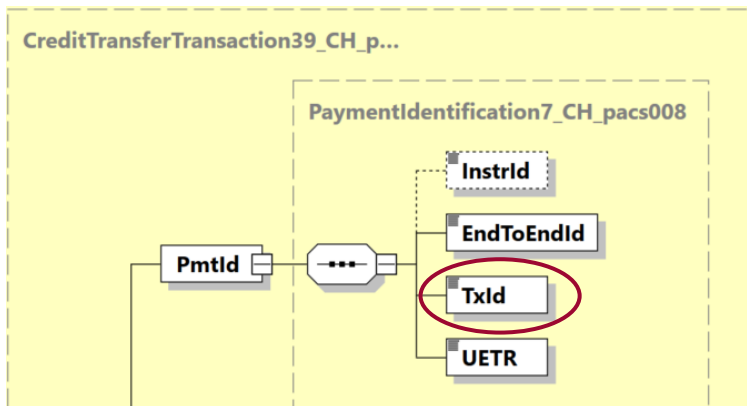 CreditTransferTransaction39_CH_p...
PaymentIdentification7_CH_pacs008
InstrId
EndToEndId
PmtId
TxId
UETR